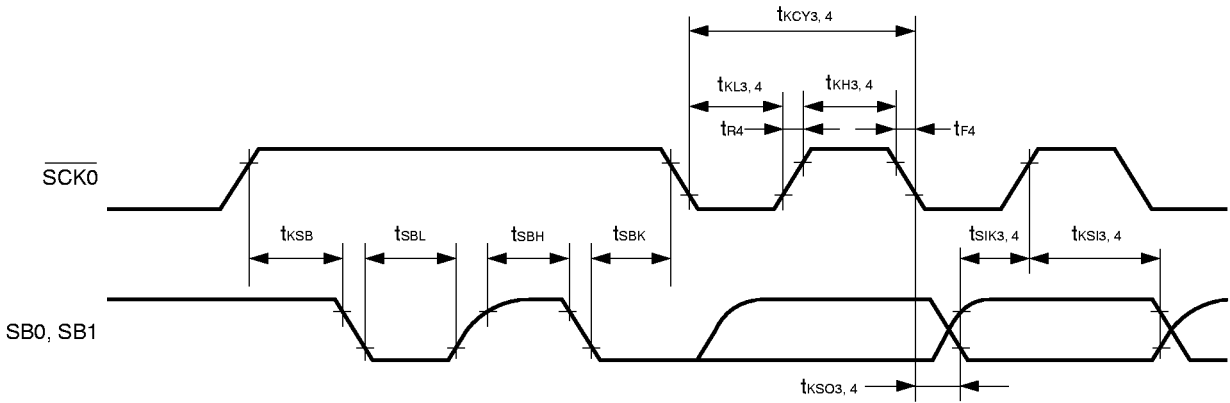 tKCY3, 4
tKL3, 4
tKH3, 4
tR4
tF4
SCK0
tKSB
tSBL
tSBH
tSBK
tSIK3, 4
tKSI3, 4
SB0, SB1
tKSO3, 4